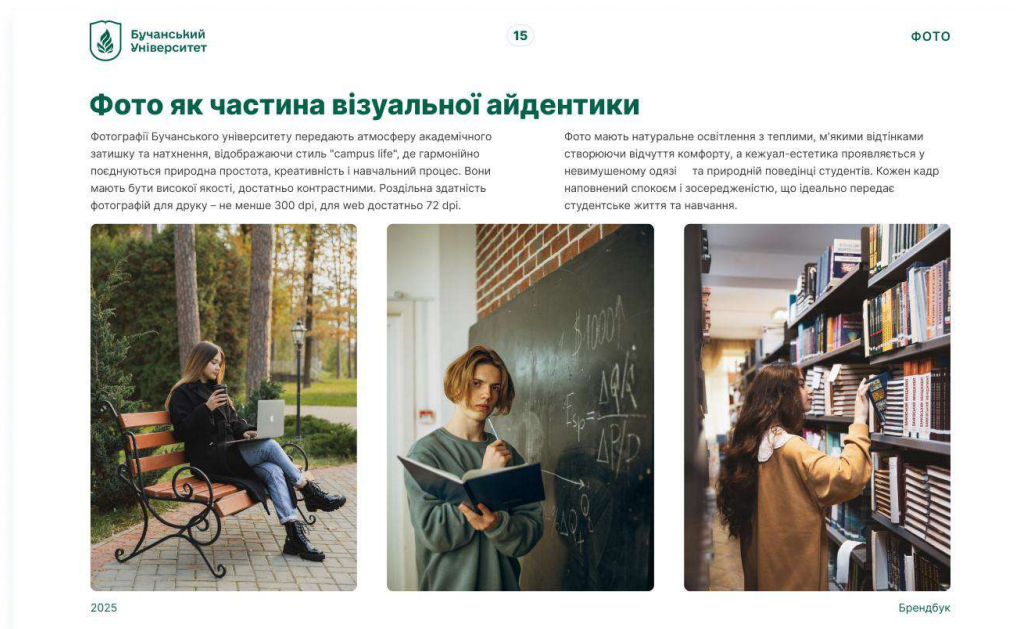 Бучанський
Університет
15
ФОТО
Фото як частина візуальної айдентики
Фотографії Бучанського університету передають атмосферу академічного
затишку та натхнення, відображаючи стиль "campus life", де гармонійно
поєднуються природна простота, креативність і навчальний процес. Вони
мають бути високої якості, достатньо контрастними. Роздільна здатність
фотографій для друку – не менше 300 dpi, для web достатньо 72 dpi.
Фото мають натуральне освітлення з теплими, м'якими відтінками
створюючи відчуття комфорту, а кежуал-естетика проявляється у
невимушеному одязі та природній поведінці студентів. Кожен кадр
наповнений спокоєм і зосередженістю, що ідеально передає
студентське життя та навчання.
$1000
2025
Брендбук